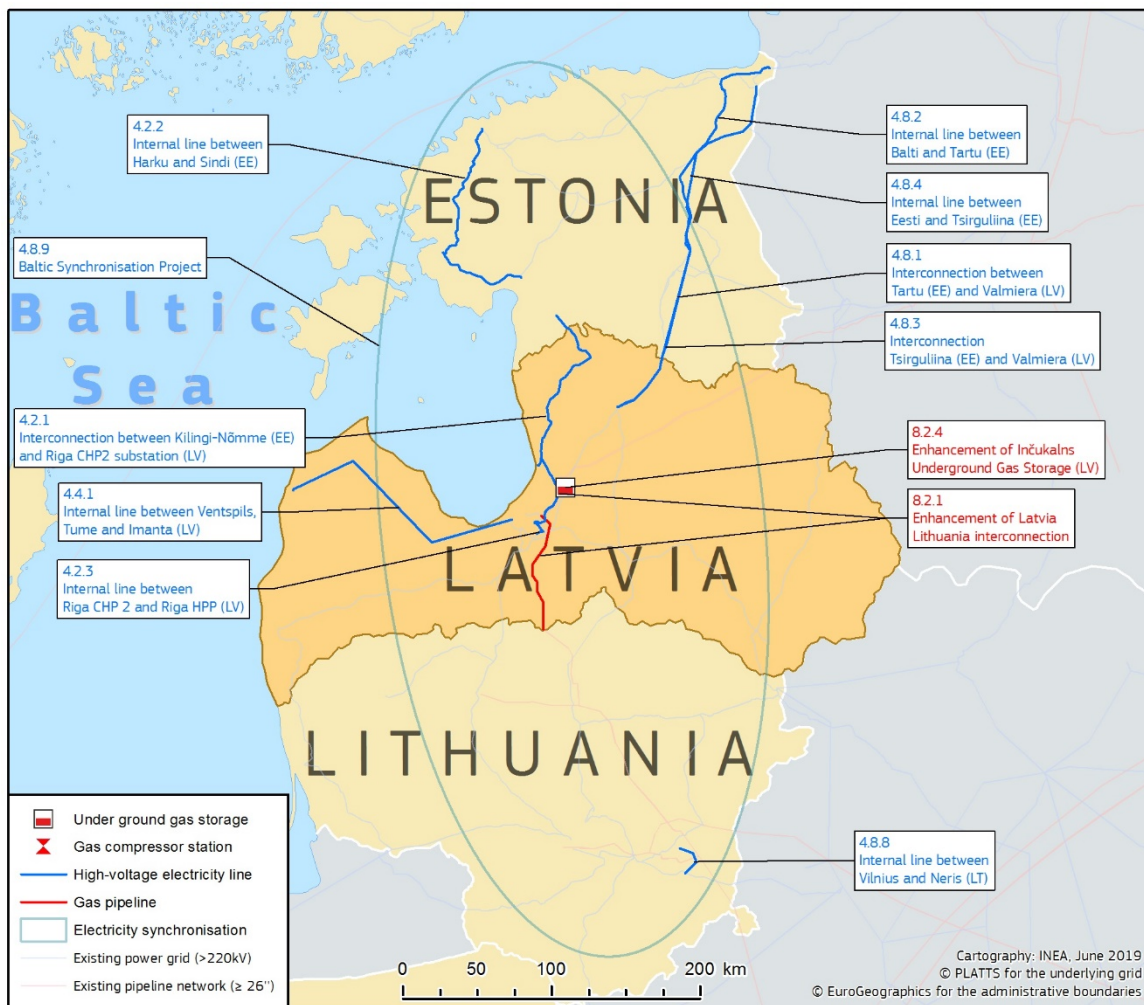 4.2.2
Internal line between
Harku and Sindi (EE)
4.8.2
Internal line between
Balti and Tartu (EE)
4.8.4
Internal line between
Eesti and Tsirguliina (EE)
ESTONIA
4.8.9
Baltic Synchronisation Project
4.8.1
Interconnection between
Tartu (EE) and Valmiera (LV)
Baltic
Sea
4.8.3
Interconnection
Tsirguliina (EE) and Valmiera (LV)
4.2.1
Interconnection between Kilingi-Nõmme (EE)
and Riga CHP2 substation (LV)
8.2.4
Enhancement of Inčukalns
Underground Gas Storage (LV)
4.4.1
Internal line between Ventspils,
Tume and Imanta (LV)
8.2.1
Enhancement of Latvia
Lithuania interconnection
4.2.3
Internal line between
Riga CHP 2 and Riga HPP (LV)
LATVIA
LITHUANIA
Under ground gas storage
Gas compressor station
High-voltage electricity line
Gas pipeline
Electricity synchronisation
Existing power grid (>220kV)
Existing pipeline network (≥ 26'')
4.8.8
Internal line between
Vilnius and Neris (LT)
0 50 100 200 km
Cartography: INEA, June 2019
© PLATTS for the underlying grid
© EuroGeographics for the administrative boundaries